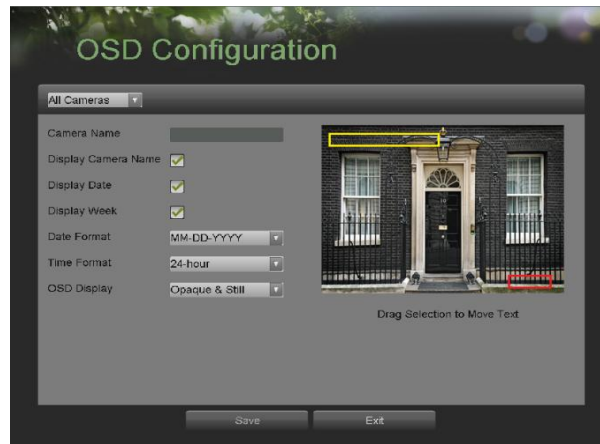 OSD Configuration
All Cameras
Camera Name
Display Camera Name
Display Date
Display Week
Date Format MM-DD-YYYY
Time Format 24-hour
OSD Display Opaque & Still
Drag Selection to Move Text
Save Exit